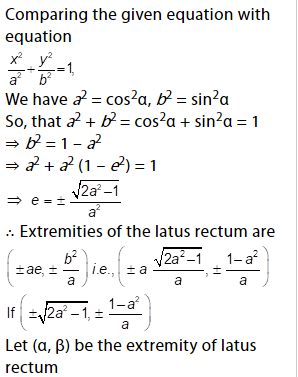 Comparing the given equation with
equation
x²/a² + y²/b² = 1,
We have a² = cos²α, b² = sin²α
So, that a² + b² = cos²α + sin²α = 1
⇒ b² = 1 – a²
⇒ a² + a² (1 – e²) = 1
⇒ e = ± √(2a²–1)/a²
∴ Extremities of the latus rectum are
(±ae, ± b²/a) i.e., (± a √(2a²–1)/a, ± (1–a²)/a)
If (±√(2a²–1), ± (1–a²)/a)
Let (α, β) be the extremity of latus
rectum